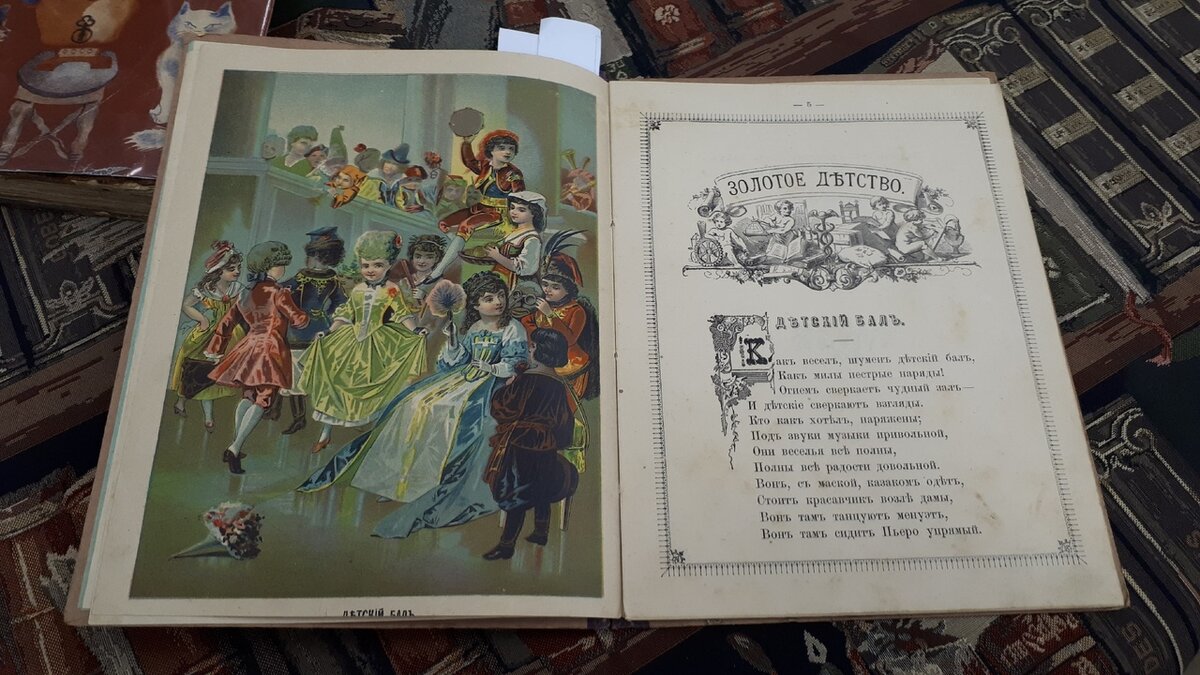 ДѢТСКІЙ БАЛЪ.
— 5 —
ЗОЛОТОЕ ДѢТСТВО.
ДѢТСКІЙ БАЛЪ.
Какъ веселъ, шуменъ дѣтскій балъ,
Какъ милы пестрые наряды!
Огнемъ сверкаетъ чудный залъ—
И дѣтскіе сверкаютъ взгляды.
Кто какъ хотѣлъ, наряжены;
Подъ звуки музыки привольной,
Они веселья всѣ полны,
Полны всѣ радости довольной.
Вонъ, съ маской, казакомъ одѣтъ,
Стоитъ красавчикъ возлѣ дамы,
Вонъ тамъ танцуютъ менуэтъ,
Вонъ тамъ сидитъ Пьеро упрямый.